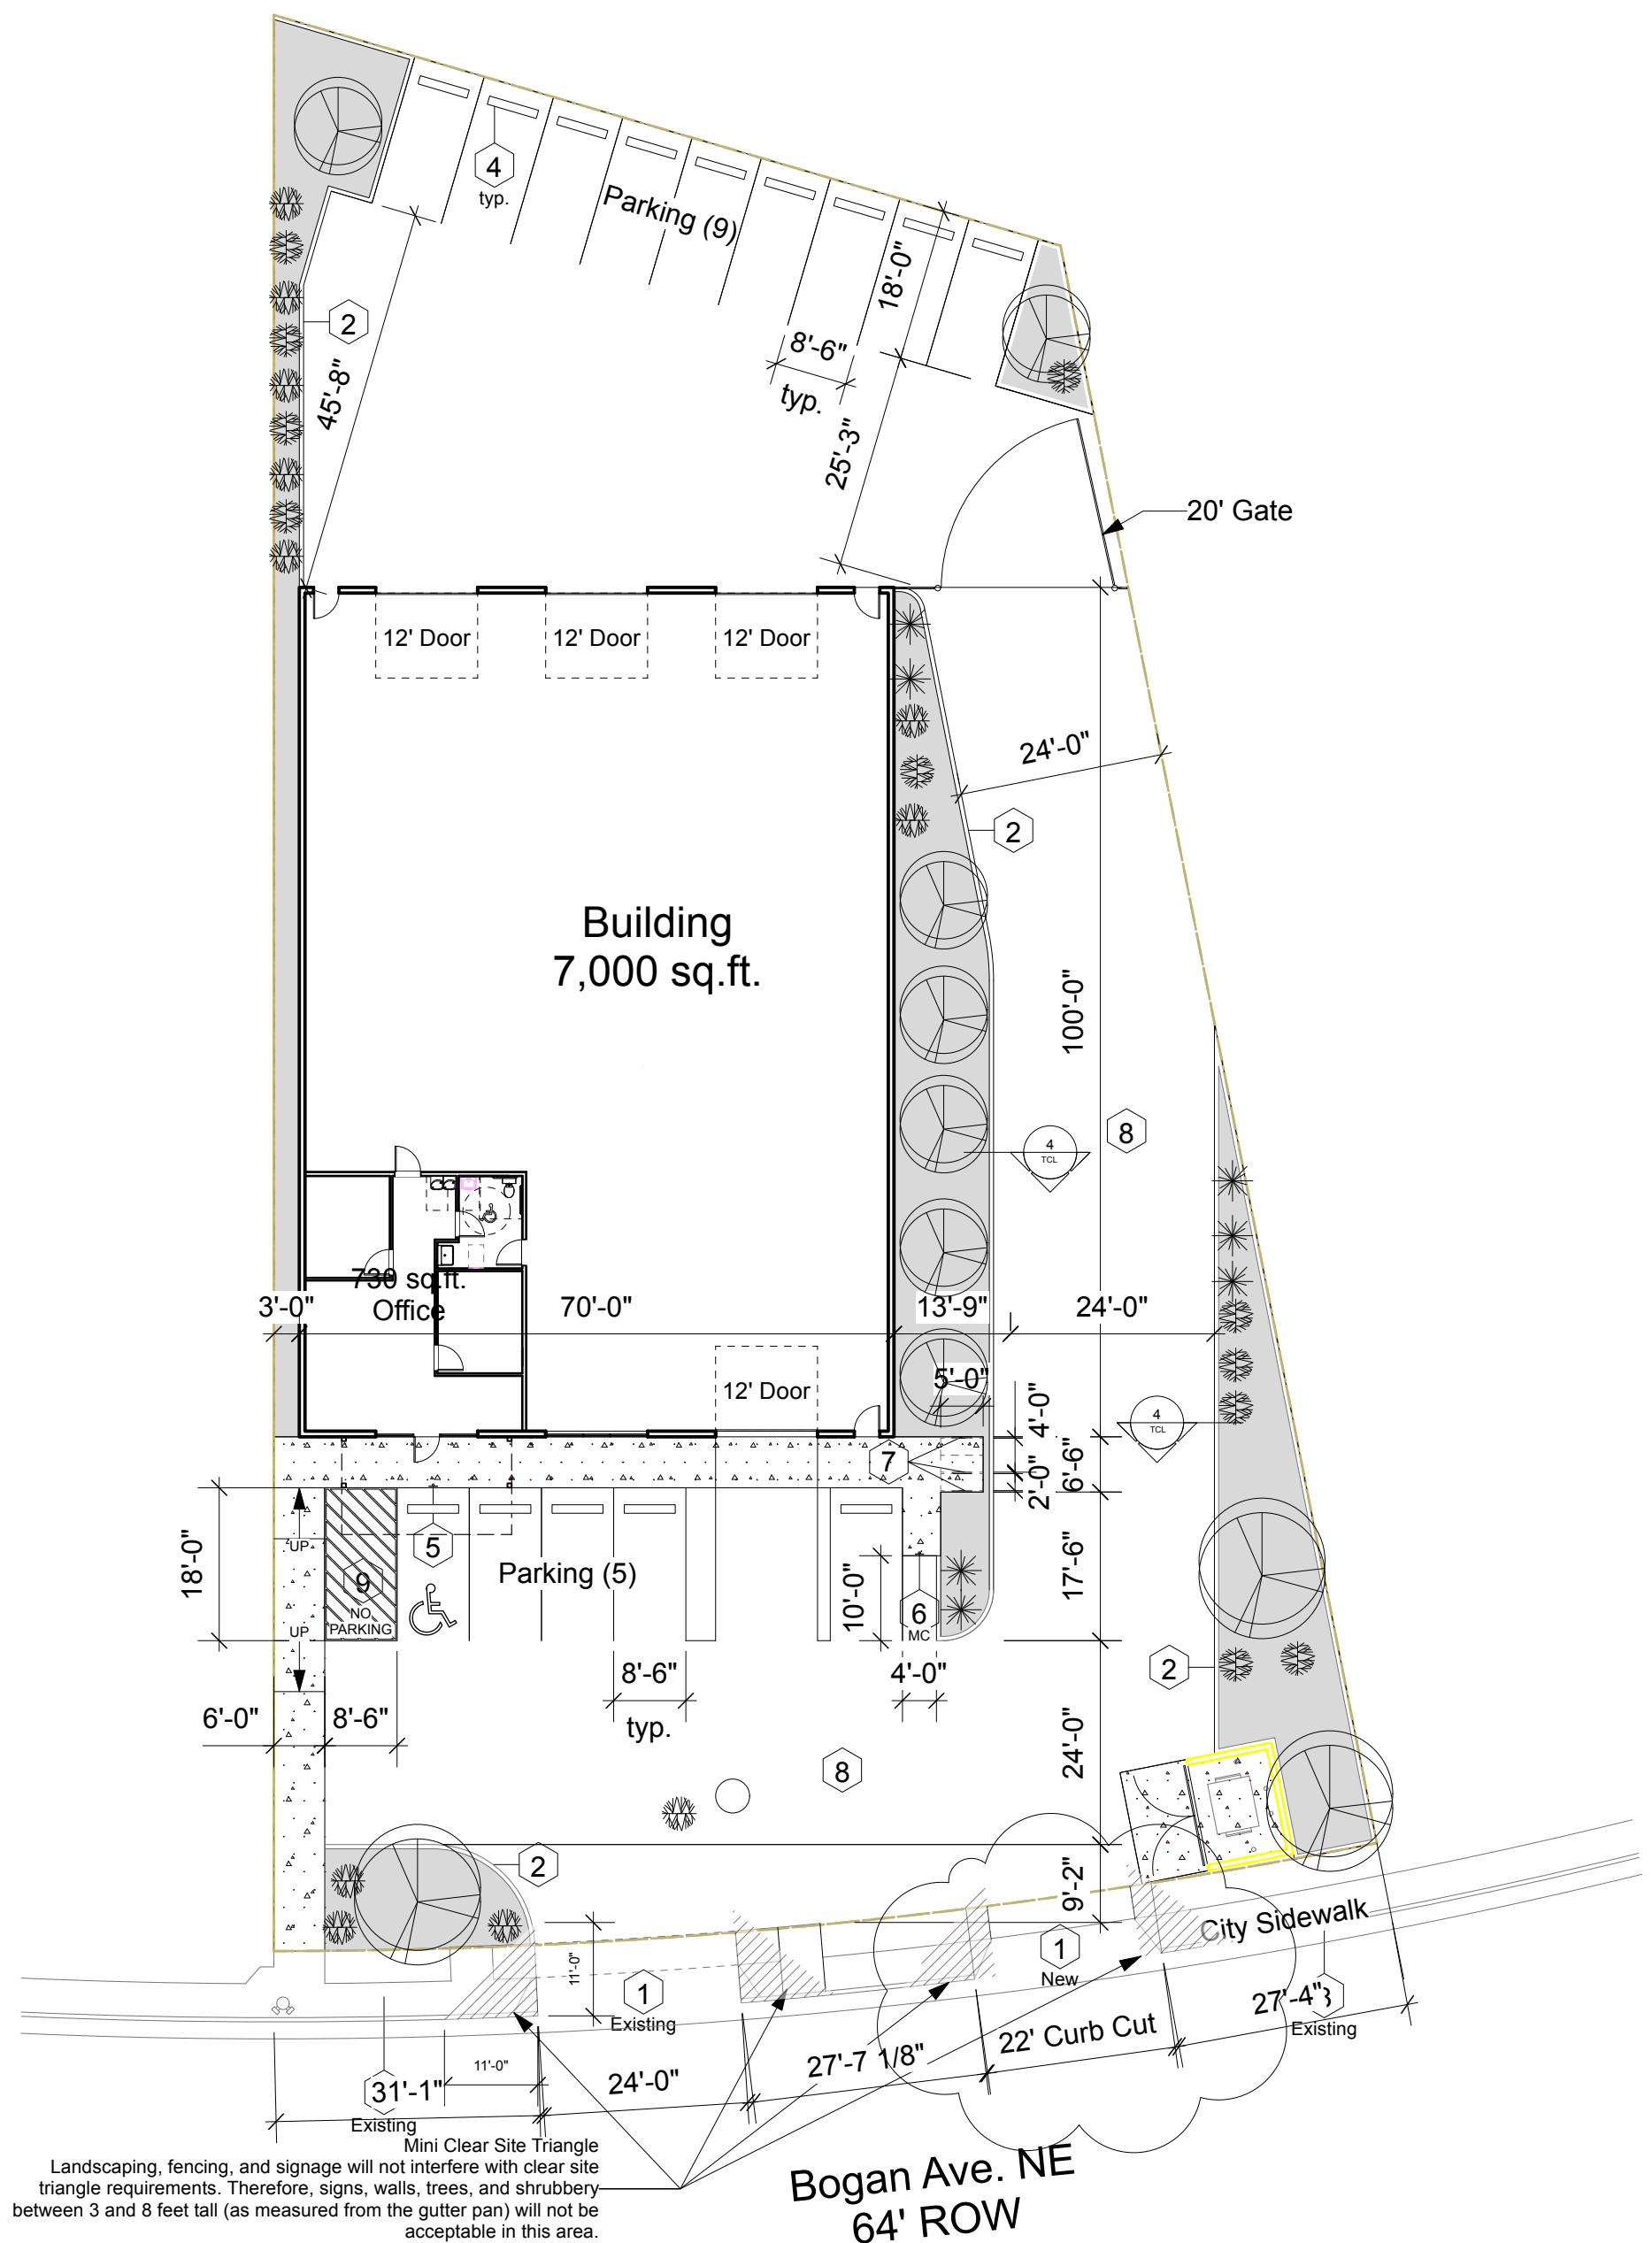 4
typ.
Parking (9)
18'-0"
2
8'-6"
typ.
45'-8"
25'-3"
20' Gate
12' Door
12' Door
12' Door
24'-0"
2
Building
7,000 sq.ft.
100'-0"
8
4
TCL
730 sq.ft.
Office
3'-0"
70'-0"
13'-9"
24'-0"
5'-0"
12' Door
4'-0"
4
TCL
7
2'-0"
6'-6"
UP
5
18'-0"
9
Parking (5)
10'-0"
17'-6"
NO
PARKING
UP
6
MC
2
8'-6"
typ.
4'-0"
6'-0"
8'-6"
24'-0"
8
2
9'-2"
City Sidewalk
11'-0"
1
Existing
1
New
27'-4"
}
Existing
22' Curb Cut
27'-7 1/8"
24'-0"
11'-0"
31'-1"
Existing
Mini Clear Site Triangle
Landscaping, fencing, and signage will not interfere with clear site
triangle requirements. Therefore, signs, walls, trees, and shrubbery
between 3 and 8 feet tall (as measured from the gutter pan) will not be
acceptable in this area.
Bogan Ave. NE
64' ROW